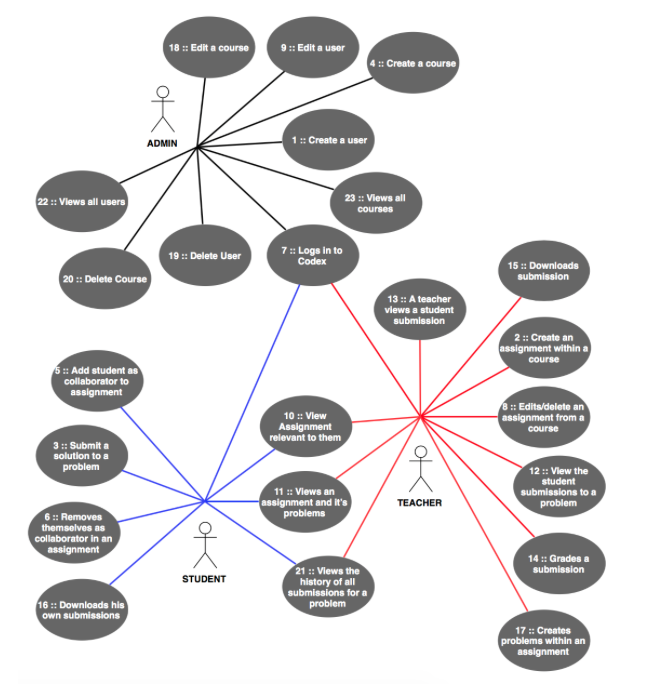 18 :: Edit a course
9 :: Edit a user
4 :: Create a course
ADMIN
1 :: Create a user
22 :: Views all users
23 :: Views all
courses
19 :: Delete User
7 :: Logs in to
Codex
20 :: Delete Course
15 :: Downloads
submission
13 :: A teacher
views a student
submission
2 :: Create an
assignment within a
course
5 :: Add student as
collaborator to
assignment
8 :: Edits/delete an
assignment from a
course
10 :: View
Assignment
relevant to them
3 :: Submit a
solution to a
problem
12 :: View the
student
submissions to a
problem
TEACHER
11 :: Views an
assignment and it's
problems
6 :: Removes
themselves as
collaborator in an
assignment
STUDENT
14 :: Grades a
submission
21 :: Views the
history of all
submissions for a
problem
16 :: Downloads his
own submissions
17 :: Creates
problems within an
assignment